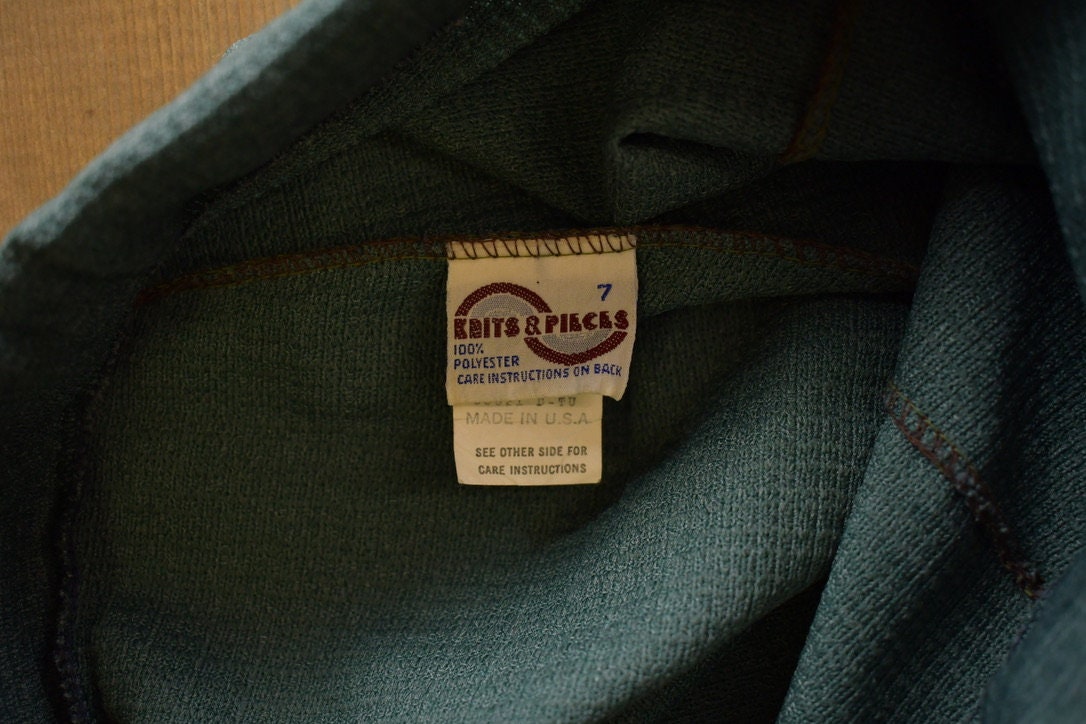 7
KNITS & PIECES
100%
POLYESTER
CARE INSTRUCTIONS ON BACK
MADE IN U.S.A
SEE OTHER SIDE FOR
CARE INSTRUCTIONS